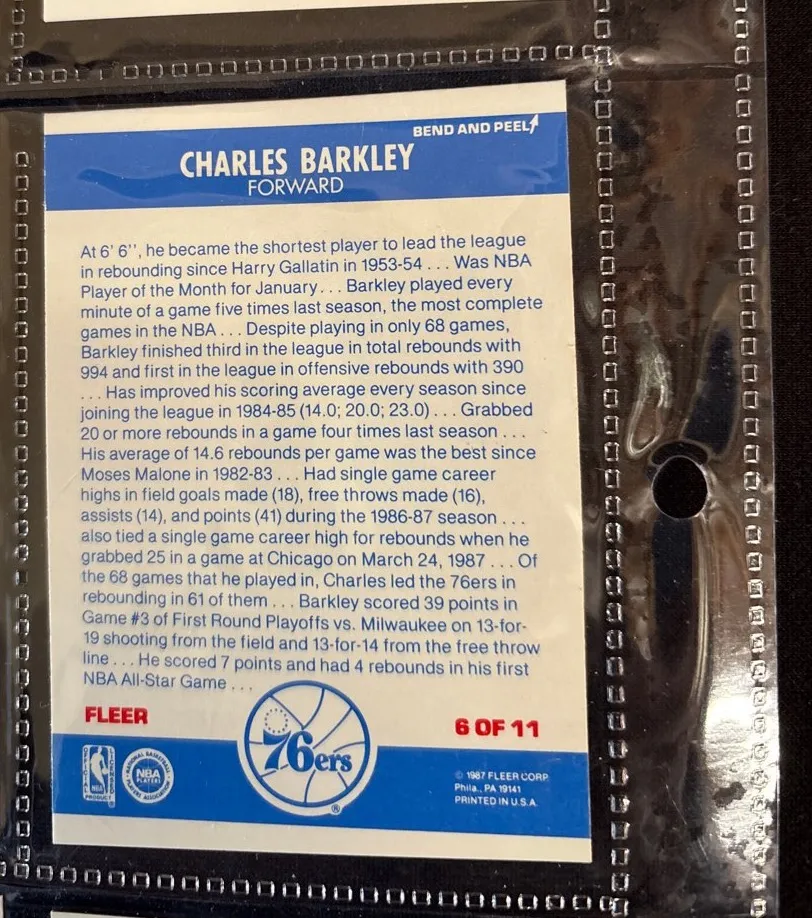 BEND AND PEEL
CHARLES BARKLEY
FORWARD
At 6' 6'', he became the shortest player to lead the league
in rebounding since Harry Gallatin in 1953-54 ... Was NBA
Player of the Month for January... Barkley played every
minute of a game five times last season, the most complete
games in the NBA ... Despite playing in only 68 games,
Barkley finished third in the league in total rebounds with
994 and first in the league in offensive rebounds with 390
... Has improved his scoring average every season since
joining the league in 1984-85 (14.0; 20.0; 23.0) ... Grabbed
20 or more rebounds in a game four times last season ...
His average of 14.6 rebounds per game was the best since
Moses Malone in 1982-83 ... Had single game career
highs in field goals made (18), free throws made (16),
assists (14), and points (41) during the 1986-87 season ...
also tied a single game career high for rebounds when he
grabbed 25 in a game at Chicago on March 24, 1987 ... Of
the 68 games that he played in, Charles led the 76ers in
rebounding in 61 of them ... Barkley scored 39 points in
Game #3 of First Round Playoffs vs. Milwaukee on 13-for-
19 shooting from the field and 13-for-14 from the free throw
line ... He scored 7 points and had 4 rebounds in his first
NBA All-Star Game ...
FLEER
6 OF 11
76ers
®
OFFICIAL
NBA
LICENSED
PRODUCT
NATIONAL BASKETBALL
NBA
PLAYERS
PLAYERS ASSOCIATION
© 1987 FLEER CORP.
Phila., PA 19141
PRINTED IN U.S.A.